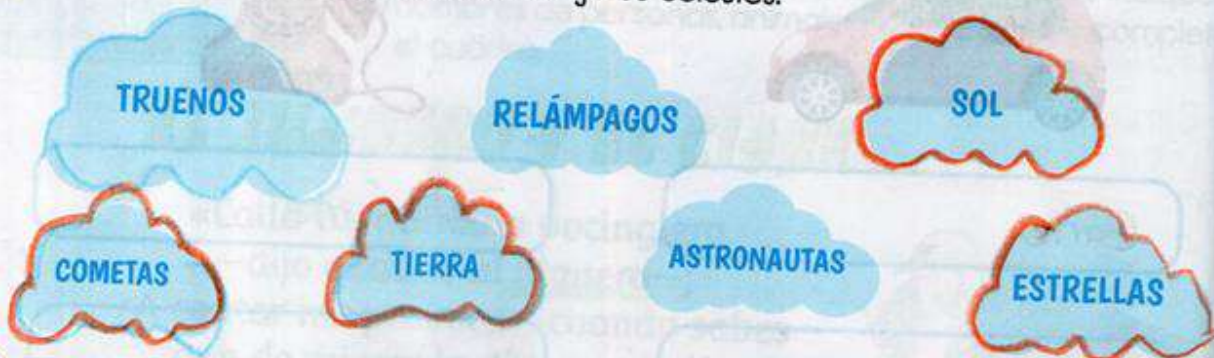 TRUENOS
RELÁMPAGOS
SOL
COMETAS
TIERRA
ASTRONAUTAS
ESTRELLAS